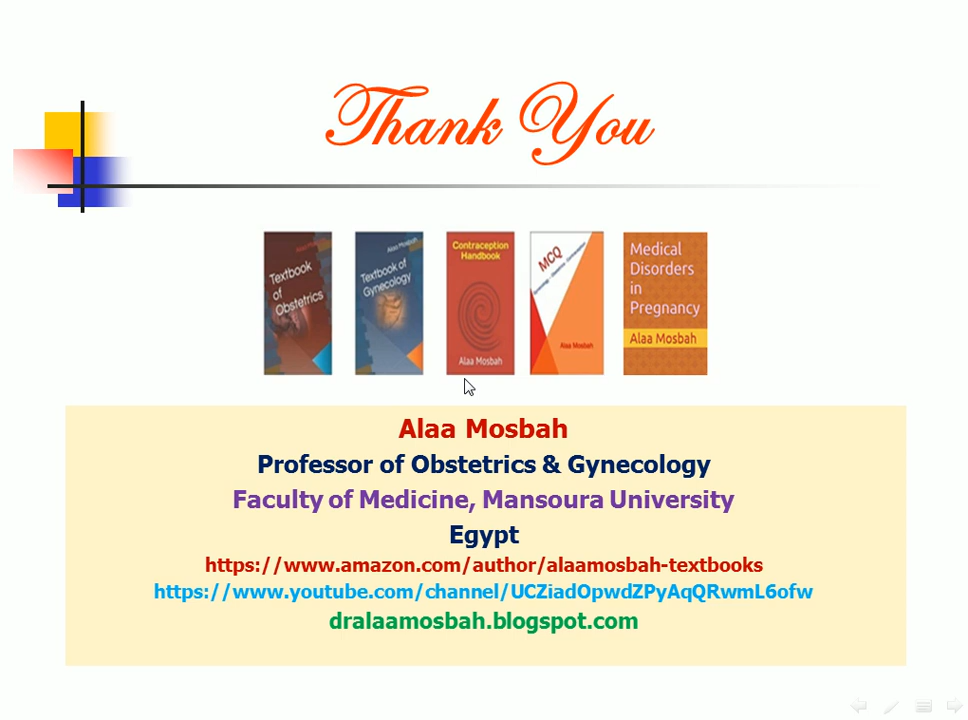 Thank You
Textbook
of
Obstetrics
Alaa Mosbah
Textbook of
Gynecology
Contraception
Handbook
Alaa Mosbah
MCQ
Alaa Mosbah
Medical
Disorders
in
Pregnancy
Alaa Mosbah
Alaa Mosbah
Professor of Obstetrics & Gynecology
Faculty of Medicine, Mansoura University
Egypt
https://www.amazon.com/author/alaamosbah-textbooks
https://www.youtube.com/channel/UCZiadOpwdZPyAqQRwmL6ofw
dralaamosbah.blogspot.com